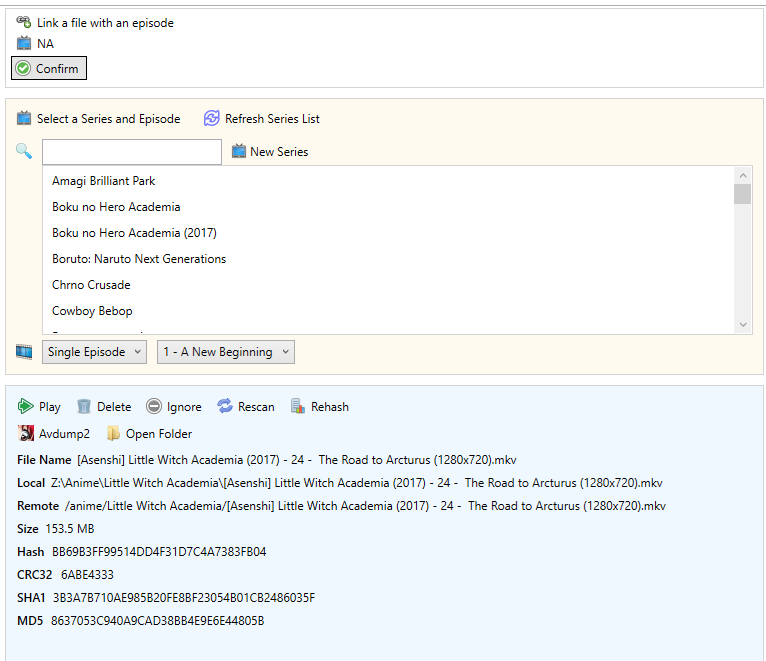 Link a file with an episode
NA
Confirm
Select a Series and Episode Refresh Series List
New Series
Amagi Brilliant Park
Boku no Hero Academia
Boku no Hero Academia (2017)
Boruto: Naruto Next Generations
Chrno Crusade
Cowboy Bebop
Single Episode 1 - A New Beginning
Play Delete Ignore Rescan Rehash
Avdump2 Open Folder
File Name [Asenshi] Little Witch Academia (2017) - 24 -  The Road to Arcturus (1280x720).mkv
Local Z:\Anime\Little Witch Academia\[Asenshi] Little Witch Academia (2017) - 24 -  The Road to Arcturus (1280x720).mkv
Remote /anime/Little Witch Academia/[Asenshi] Little Witch Academia (2017) - 24 -  The Road to Arcturus (1280x720).mkv
Size 153.5 MB
Hash BB69B3FF99514DD4F31D7C4A7383FB04
CRC32 6ABE4333
SHA1 3B3A7B710AE985B20FE8BF23054B01CB2486035F
MD5 8637053C940A9CAD38BB4E9E6E44805B